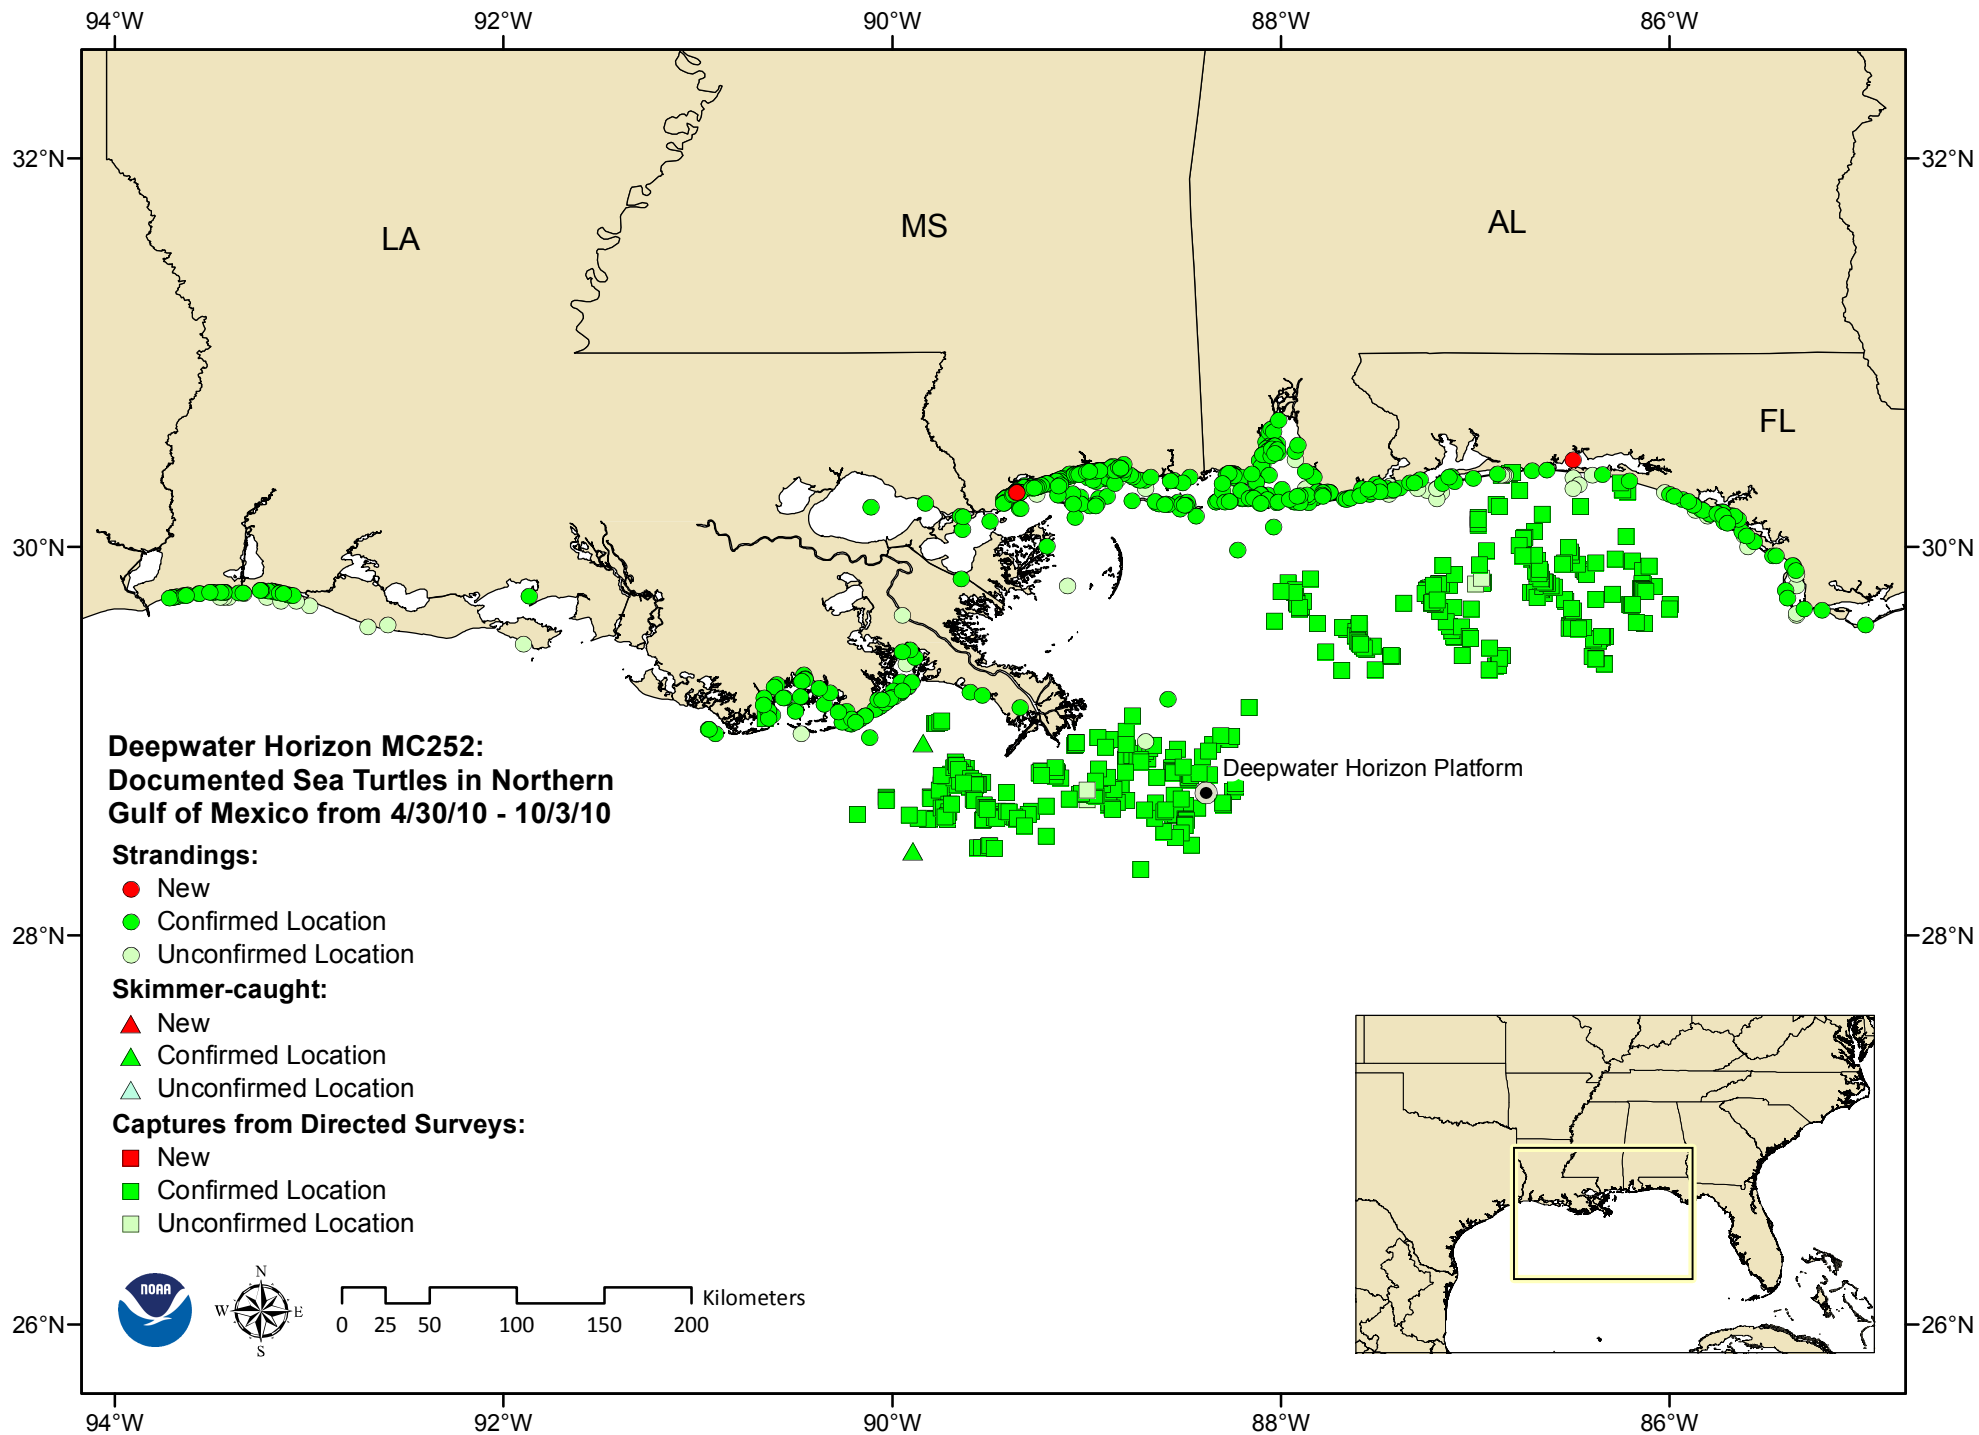 94°W 92°W 90°W 88°W 86°W
32°N 32°N
LA MS AL
FL
30°N 30°N
Deepwater Horizon Platform
Deepwater Horizon MC252:
Documented Sea Turtles in Northern
Gulf of Mexico from 4/30/10 - 10/3/10
Strandings:
New
Confirmed Location
Unconfirmed Location
28°N 28°N
Skimmer-caught:
New
Confirmed Location
Unconfirmed Location
Captures from Directed Surveys:
New
Confirmed Location
Unconfirmed Location
NOAA
N
W E
S
Kilometers
0 25 50 100 150 200
26°N 26°N
94°W 92°W 90°W 88°W 86°W